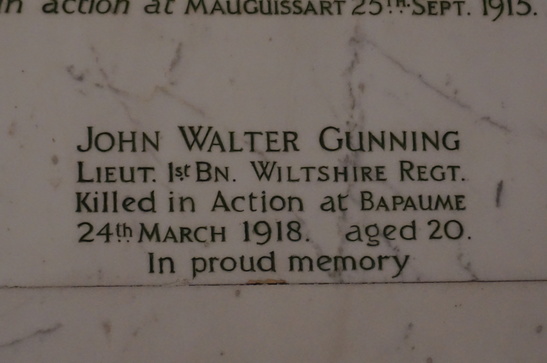 in action at MAUGUISSART 25th SEPT. 1915.
JOHN WALTER GUNNING
LIEUT. 1st BN. WILTSHIRE REGT.
Killed in Action at BAPAUME
24th MARCH 1918. aged 20.
In proud memory